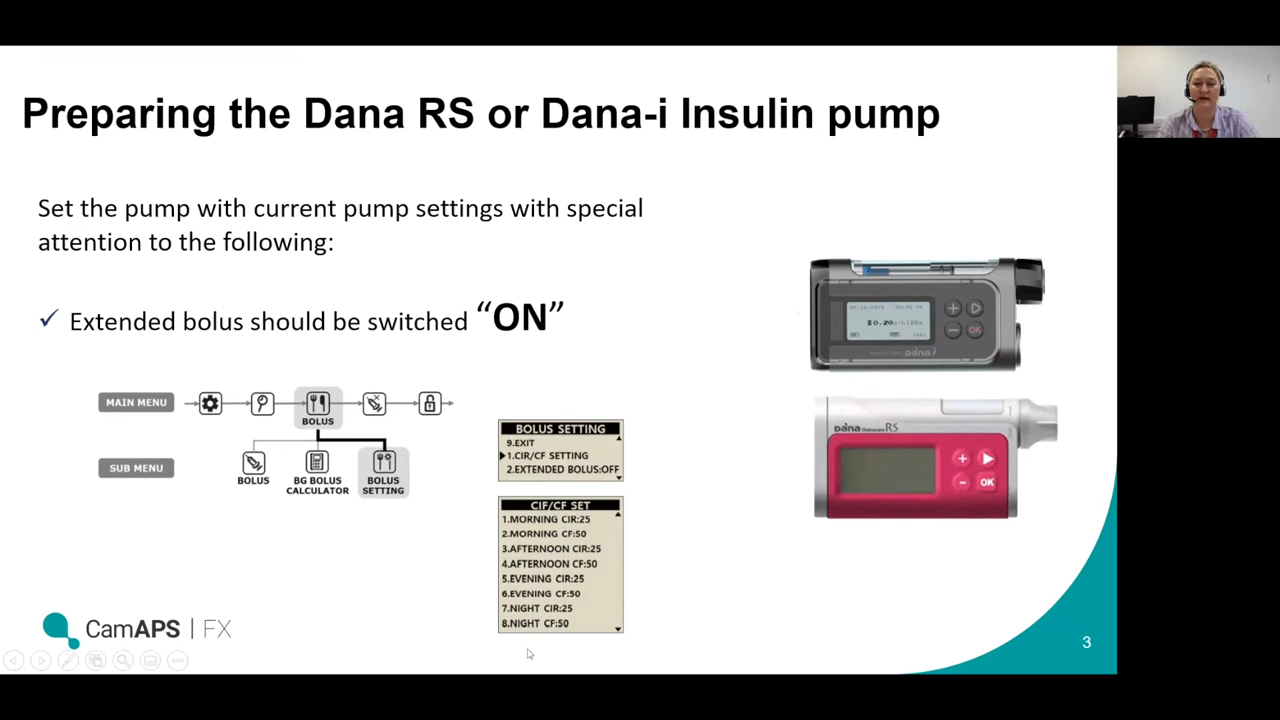 Preparing the Dana RS or Dana-i Insulin pump
Set the pump with current pump settings with special
attention to the following:
✓ Extended bolus should be switched “ON”
MAIN MENU
BOLUS
SUB MENU
BOLUS
BG BOLUS
CALCULATOR
BOLUS
SETTING
BOLUS SETTING
9.EXIT
1.CIR/CF SETTING
2.EXTENDED BOLUS:OFF
CIF/CF SET
1.MORNING CIR:25
2.MORNING CF:50
3.AFTERNOON CIR:25
4.AFTERNOON CF:50
5.EVENING CIR:25
6.EVENING CF:50
7.NIGHT CIR:25
8.NIGHT CF:50
OK
Dana i
Dana Diabecare RS
OK
CamAPS | FX
3